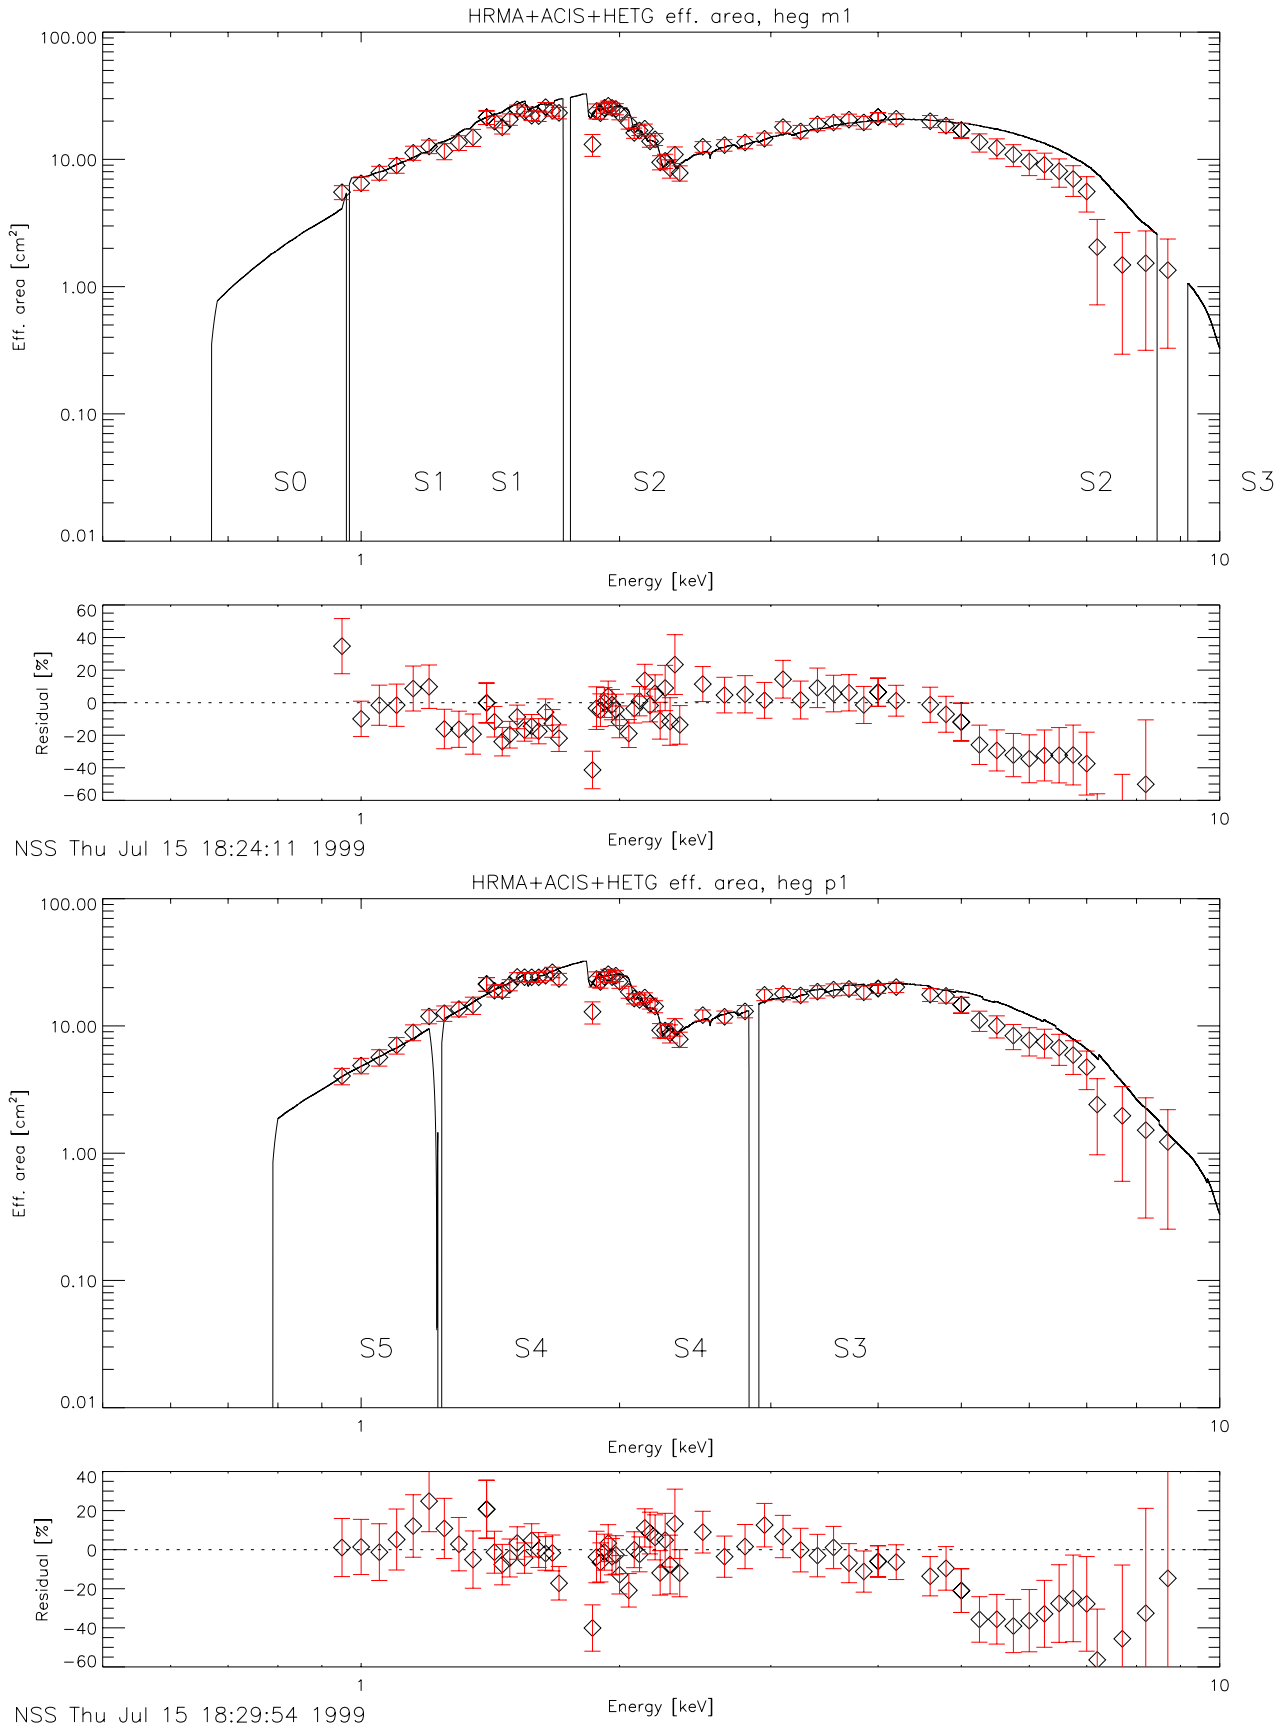 HRMA+ACIS+HETG eff. area, heg m1
100.00
10.00
1.00
0.10
0.01
Eff. area [cm²]
S0 S1 S1 S2 S2 S3
1 10
Energy [keV]
60
40
20
0
−20
−40
−60
Residual [%]
1 10
Energy [keV]
NSS Thu Jul 15 18:24:11 1999
HRMA+ACIS+HETG eff. area, heg p1
100.00
10.00
1.00
0.10
0.01
Eff. area [cm²]
S5 S4 S4 S3
1 10
Energy [keV]
40
20
0
−20
−40
−60
Residual [%]
1 10
Energy [keV]
NSS Thu Jul 15 18:29:54 1999